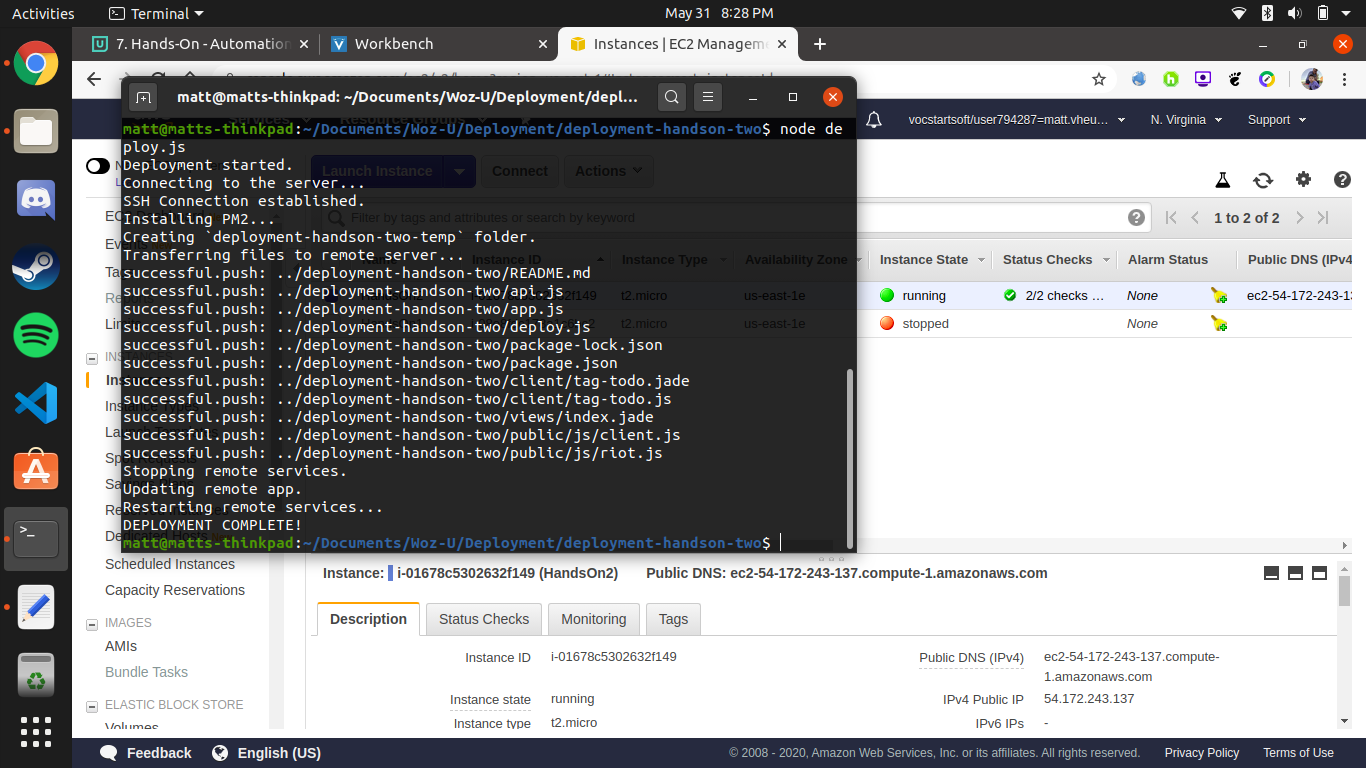 Activities
Terminal
May 31 8:28 PM
7. Hands-On - Automation
Workbench
Instances | EC2 Managem
matt@matts-thinkpad: ~/Documents/Woz-U/Deployment/depl...
Resource Groups
vocstartsoft/user794287=matt.vheu...
N. Virginia
Support
matt@matts-thinkpad:~/Documents/Woz-U/Deployment/deployment-handson-two$ node de
ploy.js
Deployment started.
Connecting to the server...
SSH Connection established.
Installing PM2...
Creating `deployment-handson-two-temp` folder.
Transferring files to remote server...
successful.push: ../deployment-handson-two/README.md
successful.push: ../deployment-handson-two/api.js
successful.push: ../deployment-handson-two/app.js
successful.push: ../deployment-handson-two/deploy.js
successful.push: ../deployment-handson-two/package-lock.json
successful.push: ../deployment-handson-two/package.json
successful.push: ../deployment-handson-two/client/tag-todo.jade
successful.push: ../deployment-handson-two/client/tag-todo.js
successful.push: ../deployment-handson-two/views/index.jade
successful.push: ../deployment-handson-two/public/js/client.js
successful.push: ../deployment-handson-two/public/js/riot.js
Stopping remote services.
Updating remote app.
Restarting remote services...
DEPLOYMENT COMPLETE!
matt@matts-thinkpad:~/Documents/Woz-U/Deployment/deployment-handson-two$
Launch Instance
Connect
Actions
Filter by tags and attributes or search by keyword
1 to 2 of 2
Instance ID
Instance Type
Availability Zone
Instance State
Status Checks
Alarm Status
Public DNS (IPv4
t2.micro
us-east-1e
running
2/2 checks ...
None
ec2-54-172-243-1
t2.micro
us-east-1e
stopped
None
Scheduled Instances
Capacity Reservations
IMAGES
AMIs
Bundle Tasks
ELASTIC BLOCK STORE
Volumes
Instance: i-01678c5302632f149 (HandsOn2) Public DNS: ec2-54-172-243-137.compute-1.amazonaws.com
Description
Status Checks
Monitoring
Tags
Instance ID i-01678c5302632f149
Public DNS (IPv4) ec2-54-172-243-137.compute-
1.amazonaws.com
Instance state running
IPv4 Public IP 54.172.243.137
Instance type t2.micro
IPv6 IPs -
Feedback
English (US)
© 2008 - 2020, Amazon Web Services, Inc. or its affiliates. All rights reserved.
Privacy Policy
Terms of Use